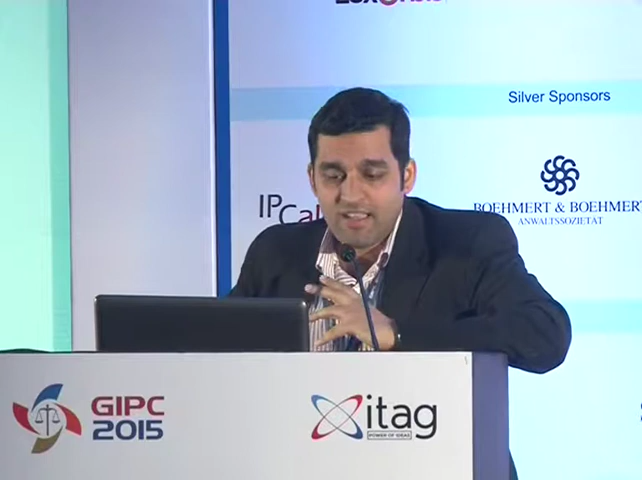 Silver Sponsors
BOEHMERT & BOEHMERT
ANWALTSSOZIETAT
GIPC
2015
itag
POWER OF IDEAS